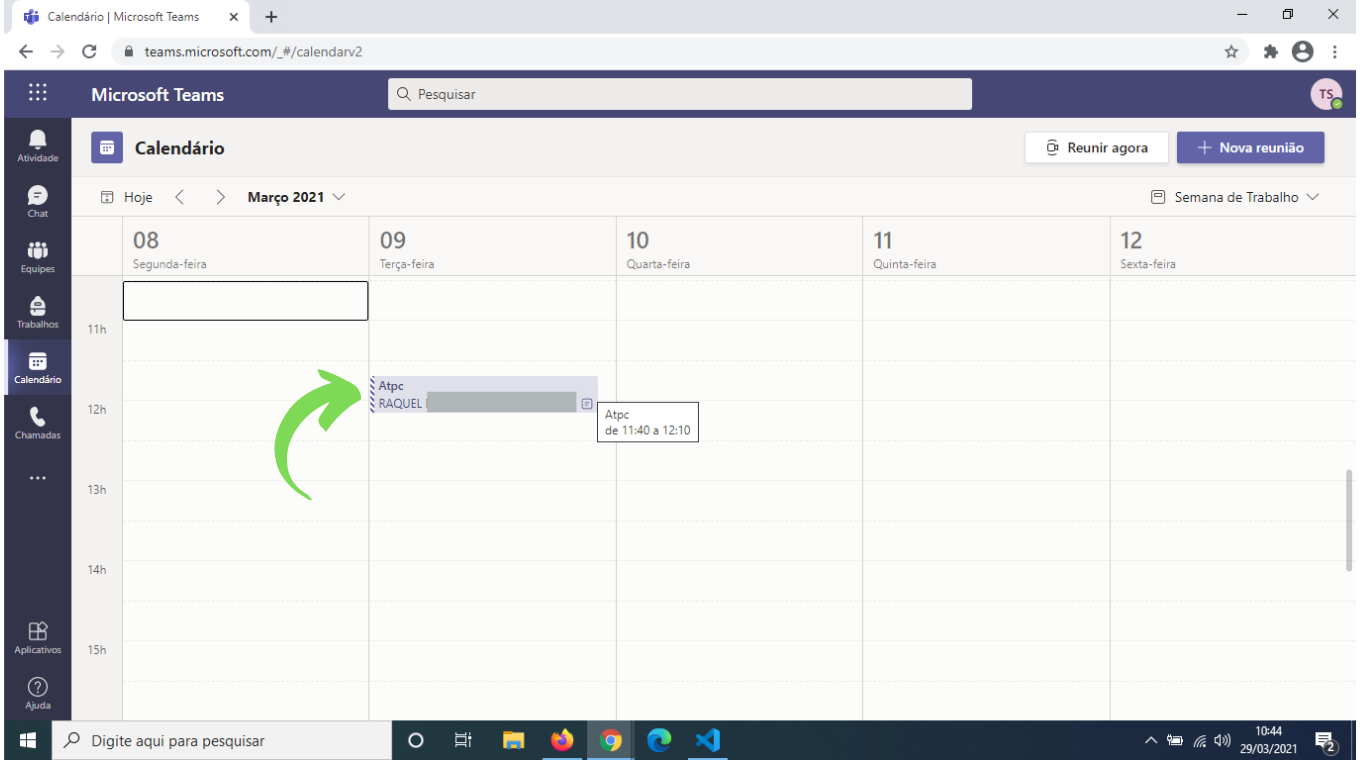 Calendário | Microsoft Teams
teams.microsoft.com/_#/calendarv2
Microsoft Teams
Pesquisar
TS
Atividade
Calendário
Reunir agora
Nova reunião
Chat
Hoje
Março 2021
Semana de Trabalho
Equipes
08
09
10
11
12
Segunda-feira
Terça-feira
Quarta-feira
Quinta-feira
Sexta-feira
Trabalhos
11h
Calendário
Atpc
RAQUEL
Atpc
de 11:40 a 12:10
12h
Chamadas
13h
14h
Aplicativos
15h
Ajuda
Digite aqui para pesquisar
10:44
29/03/2021
2